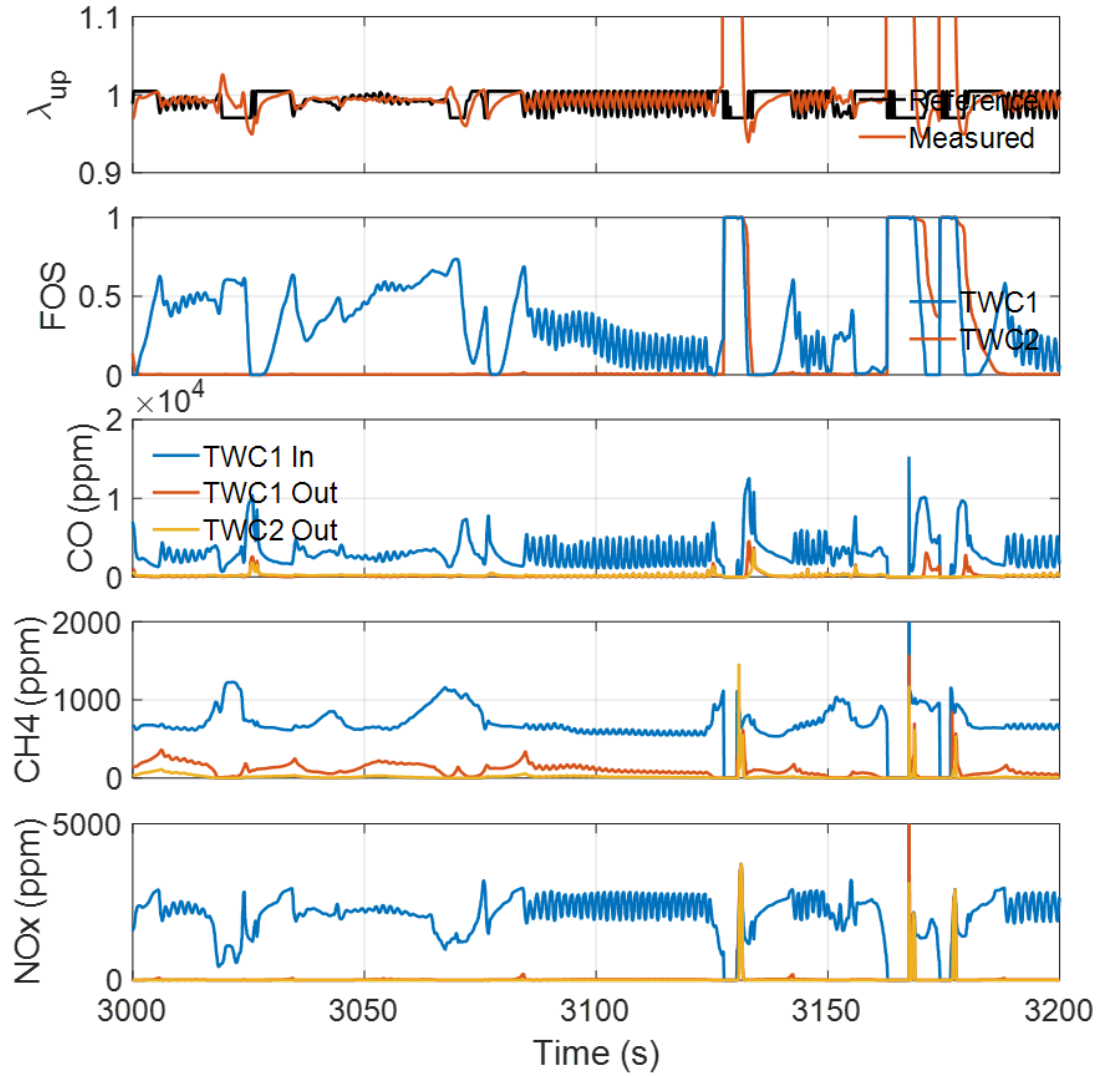 1.1
1
0.9
λup
Reference
Measured
1
0.5
0
FOS
TWC1
TWC2
×10^4
2
1
0
CO (ppm)
TWC1 In
TWC1 Out
TWC2 Out
2000
1000
0
CH4 (ppm)
5000
0
NOx (ppm)
3000 3050 3100 3150 3200
Time (s)